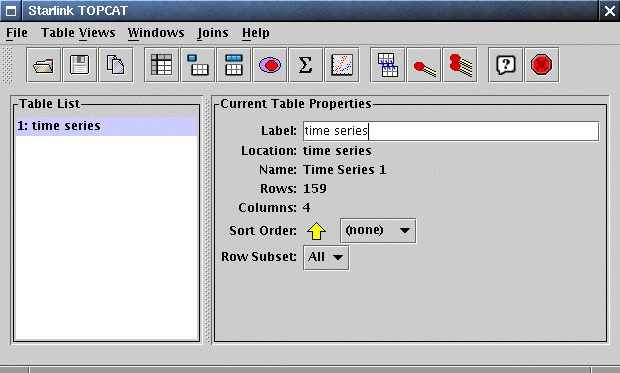 Starlink TOPCAT
File Table Views Windows Joins Help
Σ
?
Table List
1: time series
Current Table Properties
Label: time series
Location: time series
Name: Time Series 1
Rows: 159
Columns: 4
Sort Order: (none)
Row Subset: All